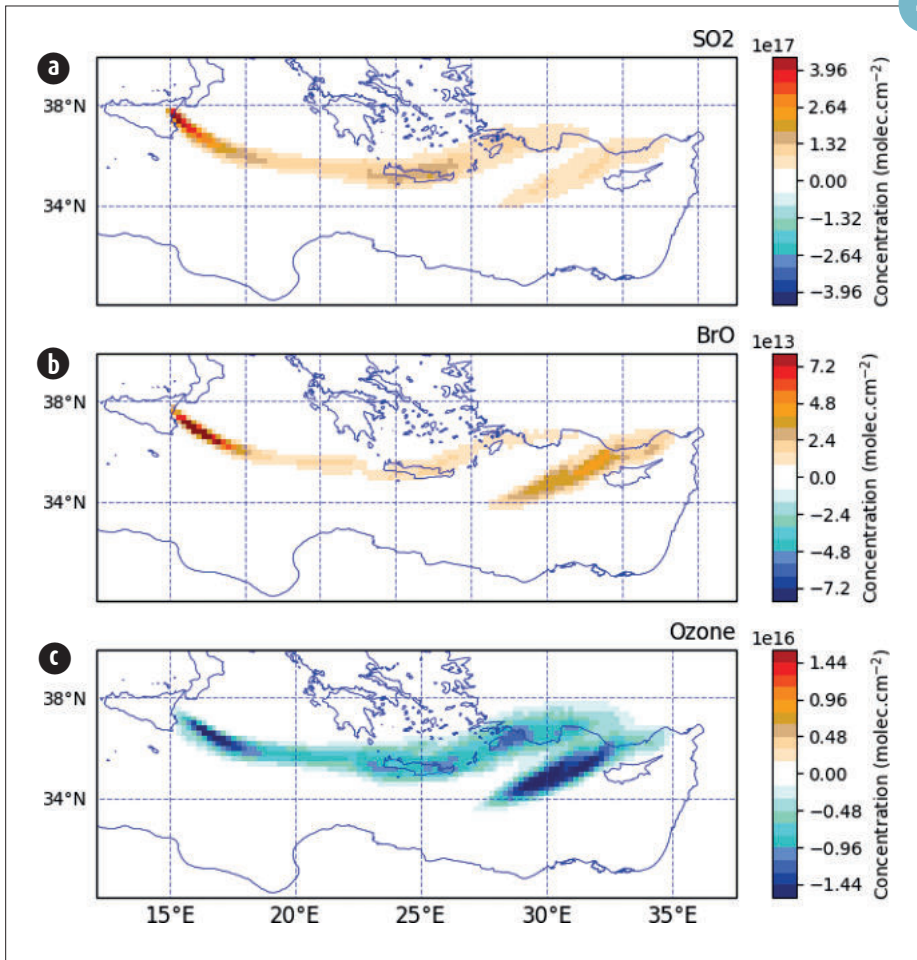 a
SO2
1e17
38°N
34°N
3.96
2.64
1.32
0.00
−1.32
−2.64
−3.96
Concentration (molec.cm⁻²)
b
BrO
1e13
38°N
34°N
7.2
4.8
2.4
0.0
−2.4
−4.8
−7.2
Concentration (molec.cm⁻²)
c
Ozone
1e16
38°N
34°N
1.44
0.96
0.48
0.00
−0.48
−0.96
−1.44
Concentration (molec.cm⁻²)
15°E 20°E 25°E 30°E 35°E